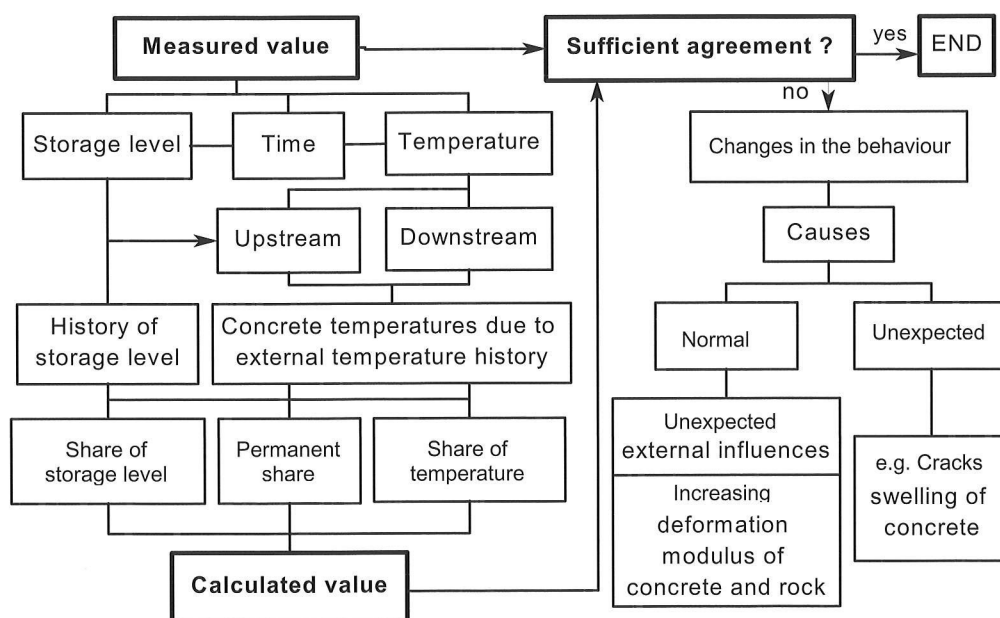 Measured value
Sufficient agreement ?
yes
END
no
Storage level
Time
Temperature
Changes in the behaviour
Upstream
Downstream
Causes
History of
storage level
Concrete temperatures due to
external temperature history
Normal
Unexpected
Share of
storage level
Permanent
share
Share of
temperature
Unexpected
external influences
Increasing
deformation
modulus of
concrete and rock
e.g. Cracks
swelling of
concrete
Calculated value